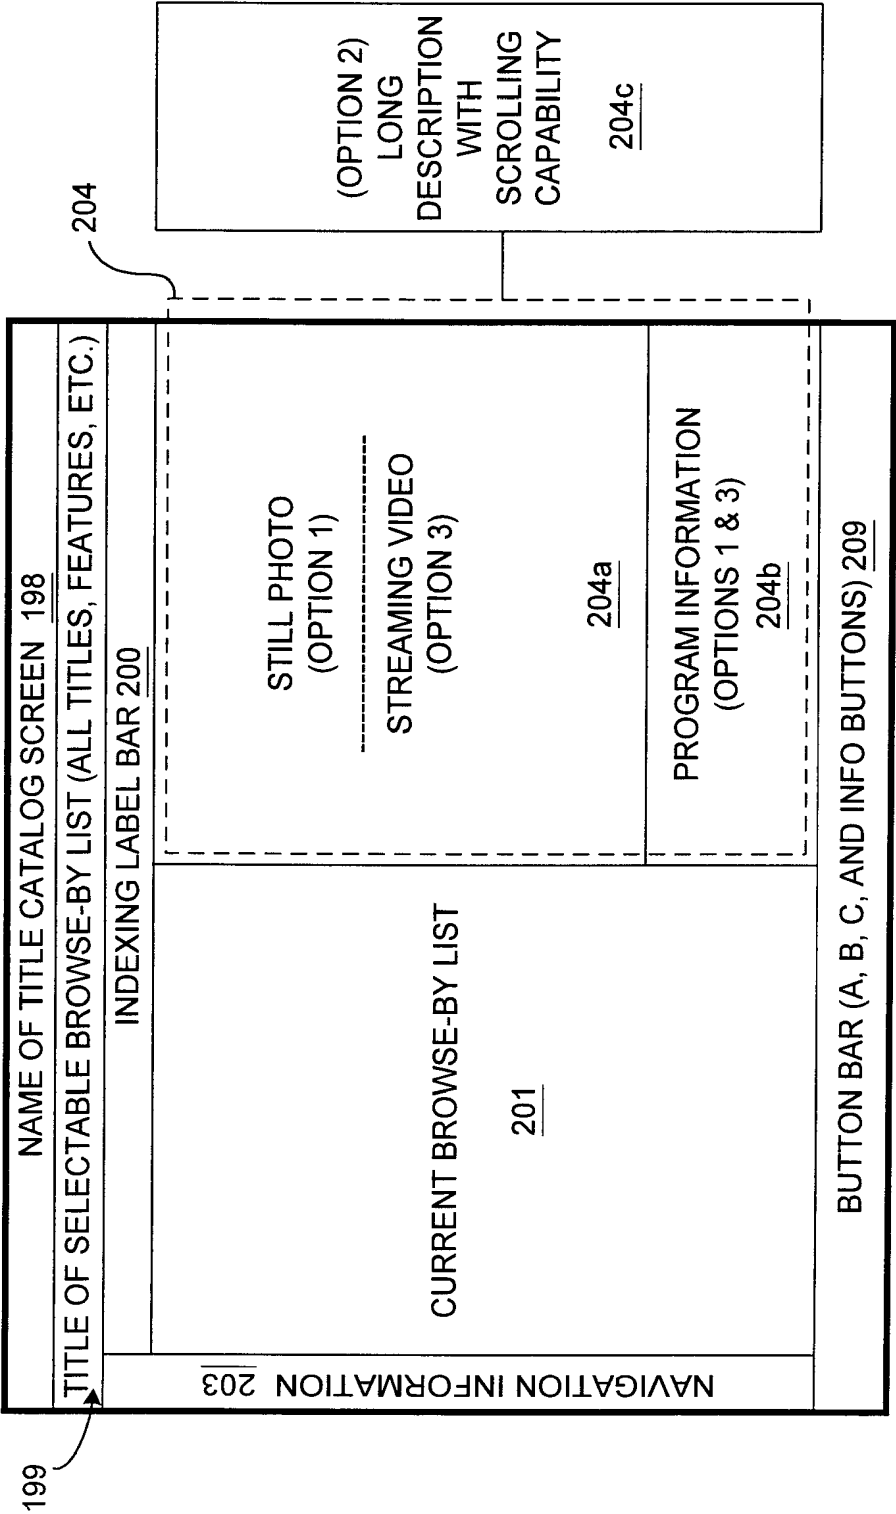 NAME OF TITLE CATALOG SCREEN 198
TITLE OF SELECTABLE BROWSE-BY LIST (ALL TITLES, FEATURES, ETC.)
199
INDEXING LABEL BAR 200
NAVIGATION INFORMATION 203
CURRENT BROWSE-BY LIST
201
204
STILL PHOTO
(OPTION 1)
STREAMING VIDEO
(OPTION 3)
204a
PROGRAM INFORMATION
(OPTIONS 1 & 3)
204b
(OPTION 2)
LONG
DESCRIPTION
WITH
SCROLLING
CAPABILITY
204c
BUTTON BAR (A, B, C, AND INFO BUTTONS) 209